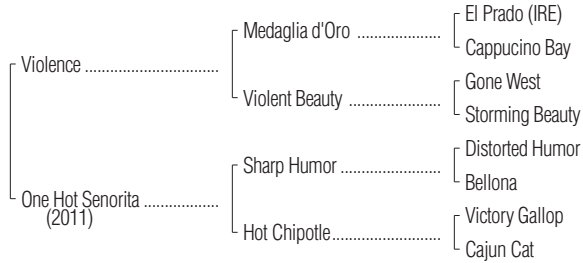 El Prado (IRE)
Medaglia d'Oro ....................
Cappucino Bay
Violence ................................
Gone West
Violent Beauty ......................
Storming Beauty
Distorted Humor
Sharp Humor ........................
Bellona
One Hot Senorita ..................
(2011)
Victory Gallop
Hot Chipotle..........................
Cajun Cat